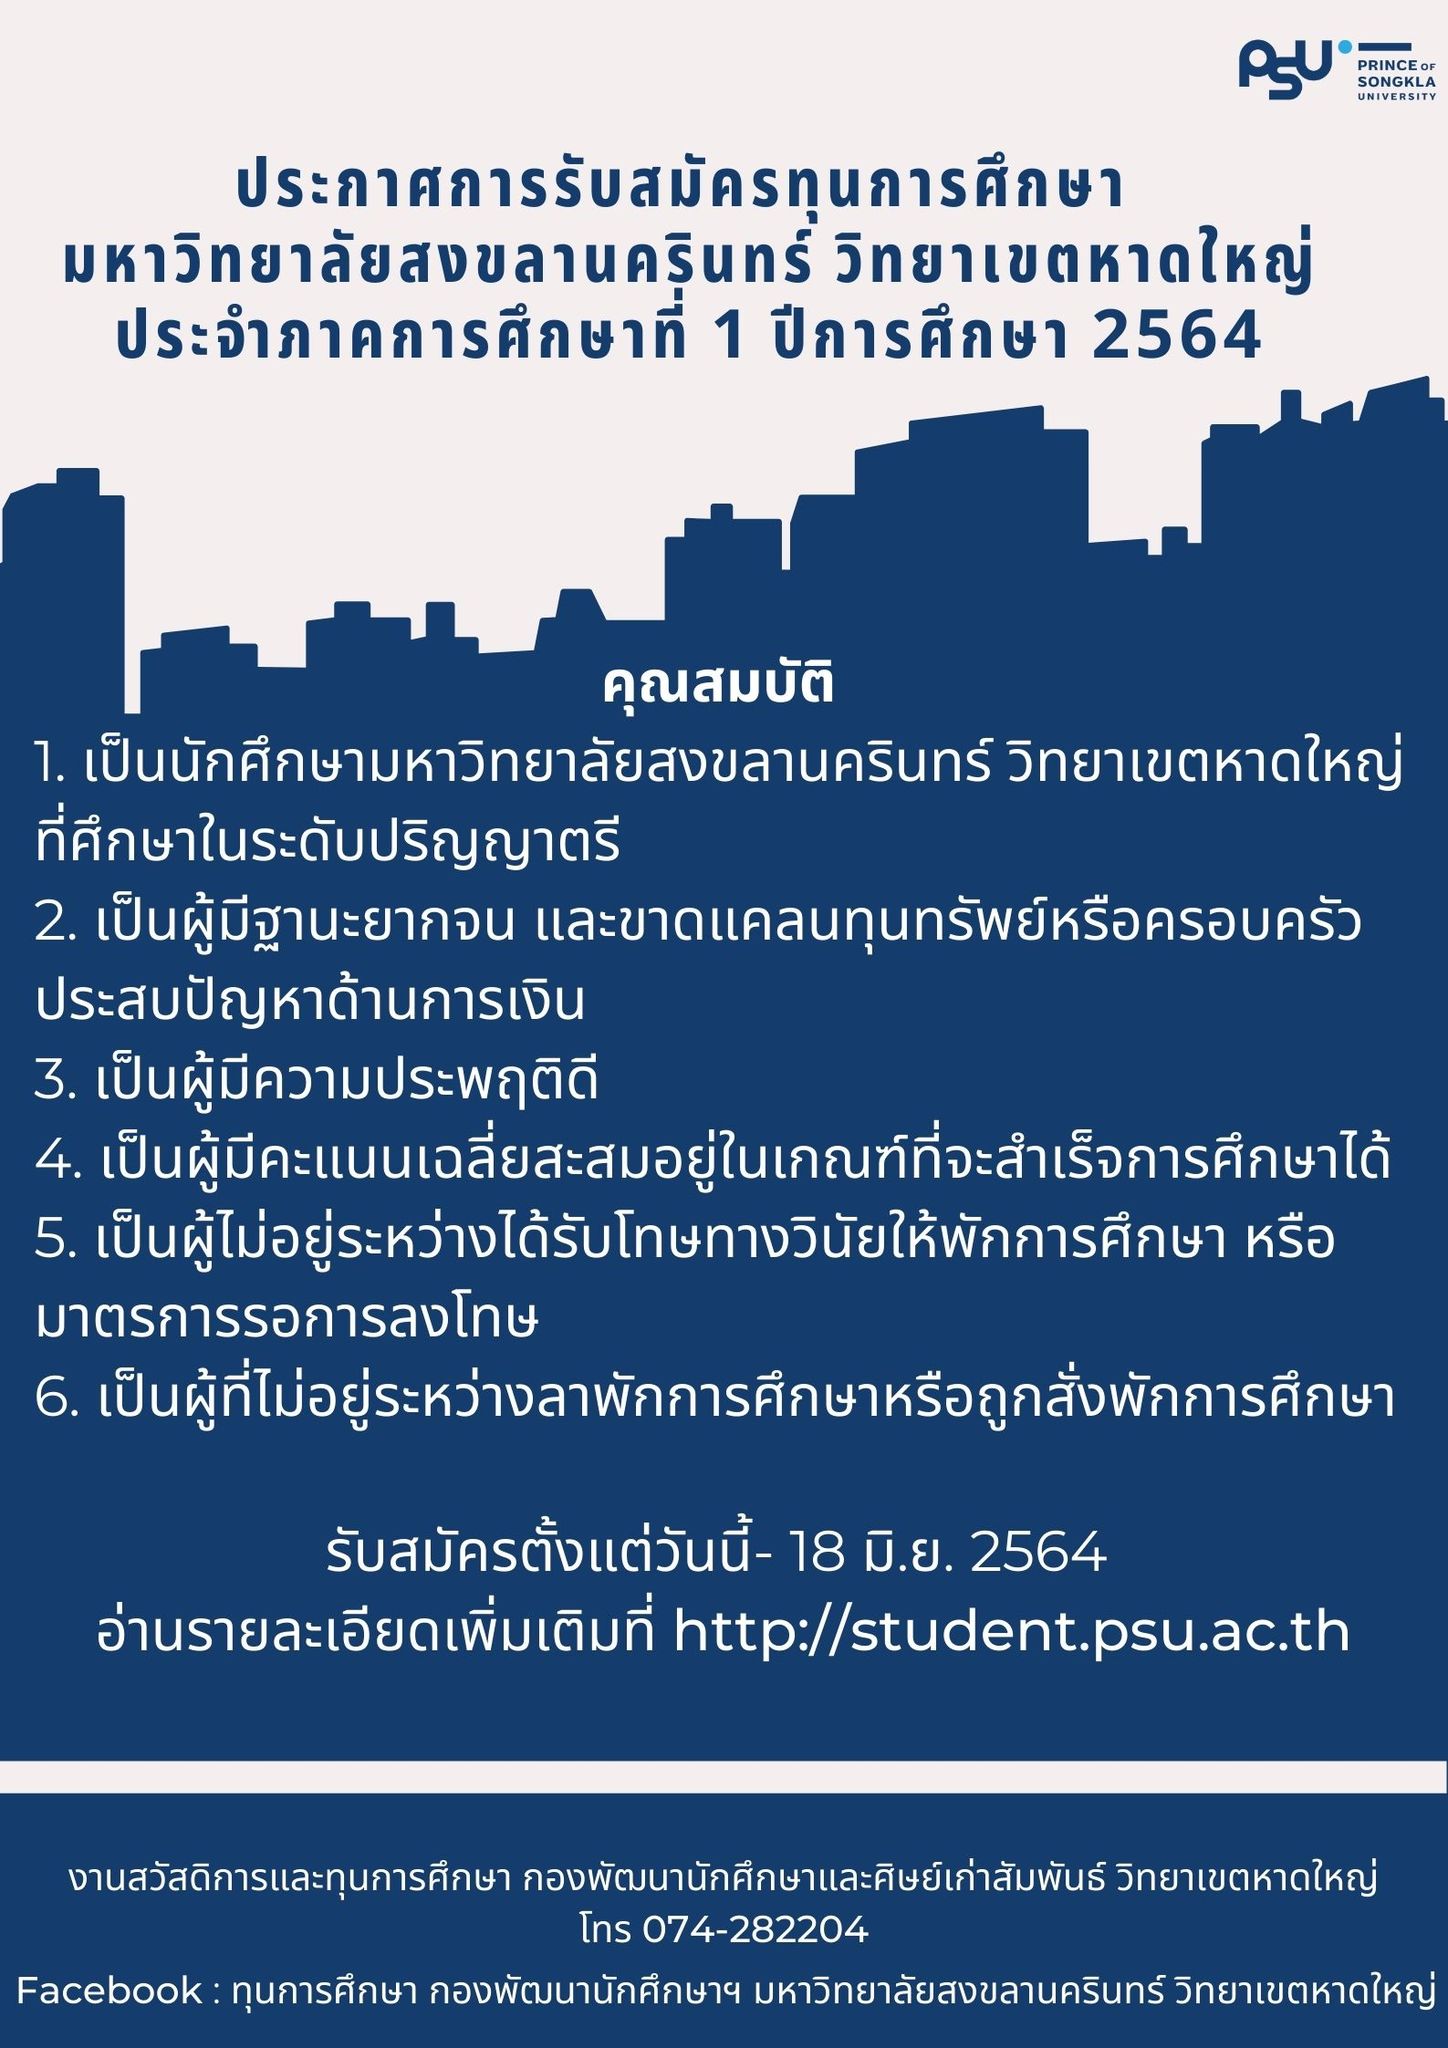 PSU
PRINCE OF
SONGKLA
UNIVERSITY
ประกาศการรับสมัครทุนการศึกษา
มหาวิทยาลัยสงขลานครินทร์ วิทยาเขตหาดใหญ่
ประจำภาคการศึกษาที่ 1 ปีการศึกษา 2564
คุณสมบัติ
1. เป็นนักศึกษามหาวิทยาลัยสงขลานครินทร์ วิทยาเขตหาดใหญ่
ที่ศึกษาในระดับปริญญาตรี
2. เป็นผู้มีฐานะยากจน และขาดแคลนทุนทรัพย์หรือครอบครัว
ประสบปัญหาด้านการเงิน
3. เป็นผู้มีความประพฤติดี
4. เป็นผู้มีคะแนนเฉลี่ยสะสมอยู่ในเกณฑ์ที่จะสำเร็จการศึกษาได้
5. เป็นผู้ไม่อยู่ระหว่างได้รับโทษทางวินัยให้พักการศึกษา หรือ
มาตรการรอการลงโทษ
6. เป็นผู้ที่ไม่อยู่ระหว่างลาพักการศึกษาหรือถูกสั่งพักการศึกษา
รับสมัครตั้งแต่วันนี้- 18 มิ.ย. 2564
อ่านรายละเอียดเพิ่มเติมที่ http://student.psu.ac.th
งานสวัสดิการและทุนการศึกษา กองพัฒนานักศึกษาและศิษย์เก่าสัมพันธ์ วิทยาเขตหาดใหญ่
โทร 074-282204
Facebook : ทุนการศึกษา กองพัฒนานักศึกษาฯ มหาวิทยาลัยสงขลานครินทร์ วิทยาเขตหาดใหญ่